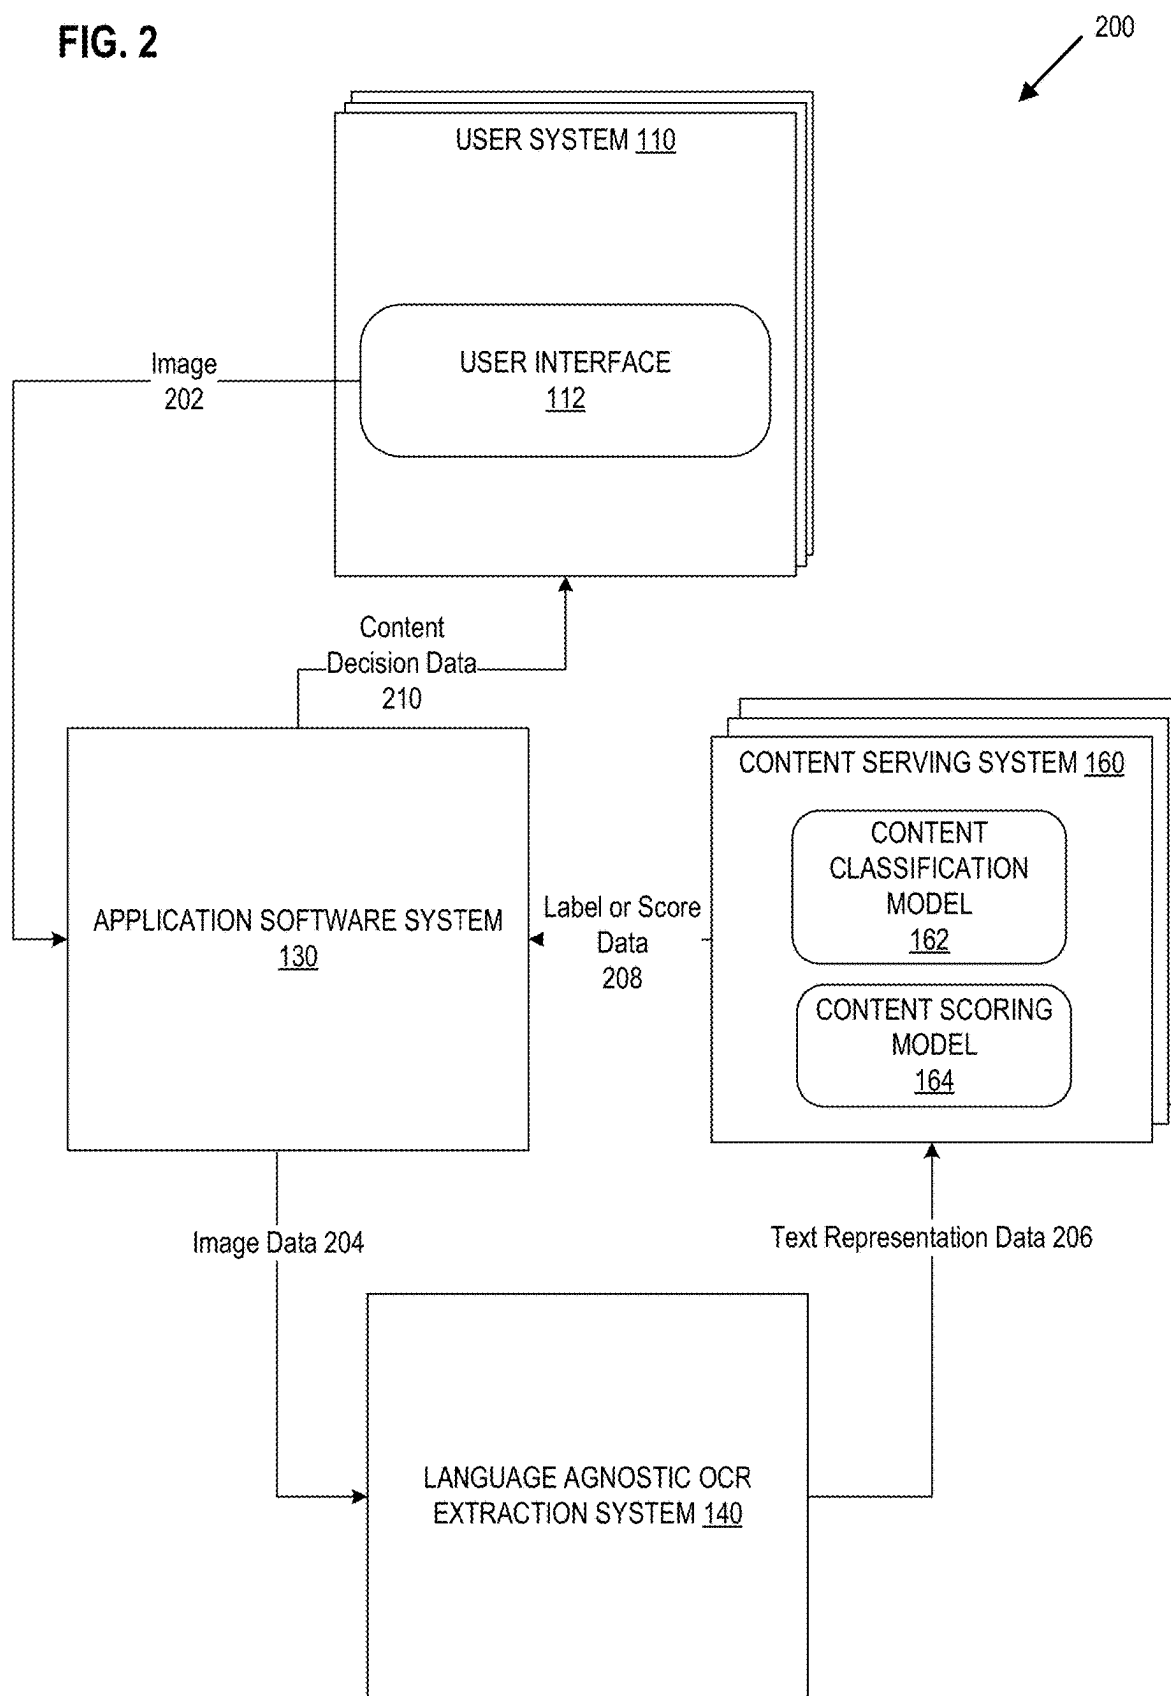 FIG. 2
200
USER SYSTEM 110
USER INTERFACE
112
Image
202
Content
Decision Data
210
CONTENT SERVING SYSTEM 160
CONTENT
CLASSIFICATION
MODEL
162
CONTENT SCORING
MODEL
164
APPLICATION SOFTWARE SYSTEM
130
Label or Score
Data
208
Image Data 204
Text Representation Data 206
LANGUAGE AGNOSTIC OCR
EXTRACTION SYSTEM 140